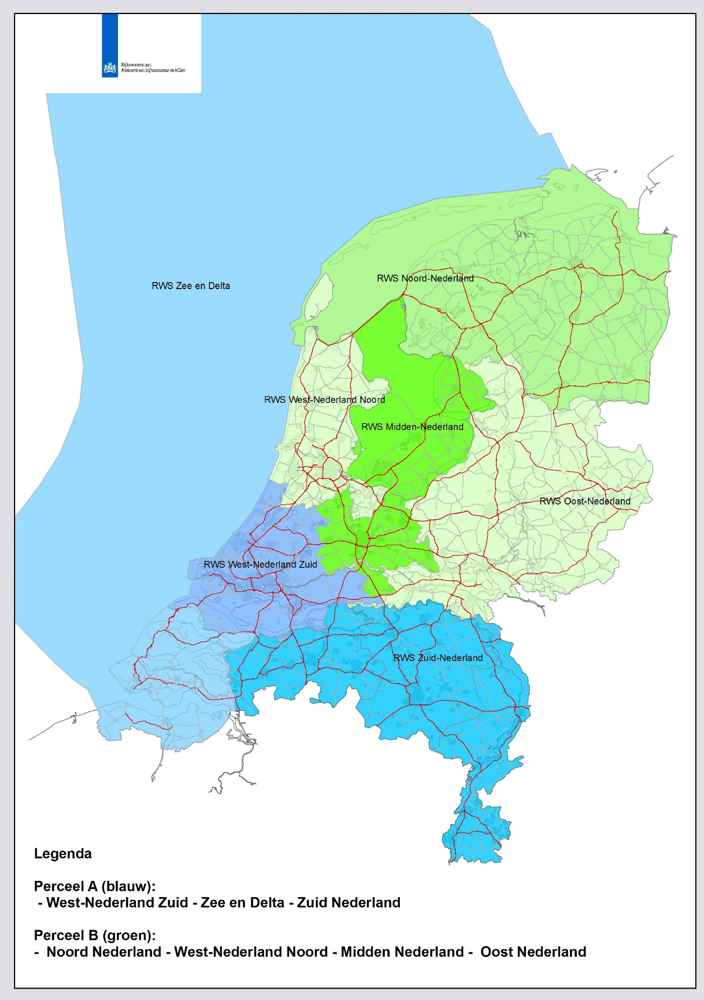 Rijkswaterstaat
Ministerie van Infrastructuur en Milieu
RWS Zee en Delta
RWS Noord-Nederland
RWS West-Nederland Noord
RWS Midden-Nederland
RWS Oost-Nederland
RWS West-Nederland Zuid
RWS Zuid-Nederland
Legenda
Perceel A (blauw):
- West-Nederland Zuid - Zee en Delta - Zuid Nederland
Perceel B (groen):
- Noord Nederland - West-Nederland Noord - Midden Nederland - Oost Nederland